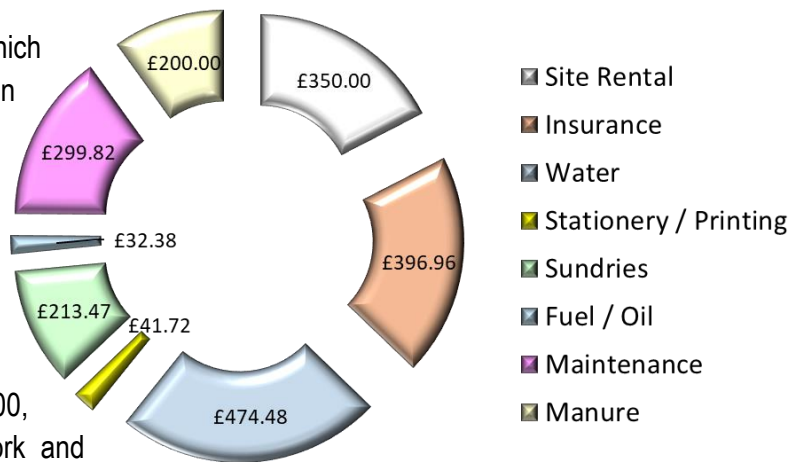 hich
n
00,
ork and
£200.00
£350.00
£299.82
£396.96
£32.38
£213.47
£41.72
£474.48
Site Rental
Insurance
Water
Stationery / Printing
Sundries
Fuel / Oil
Maintenance
Manure